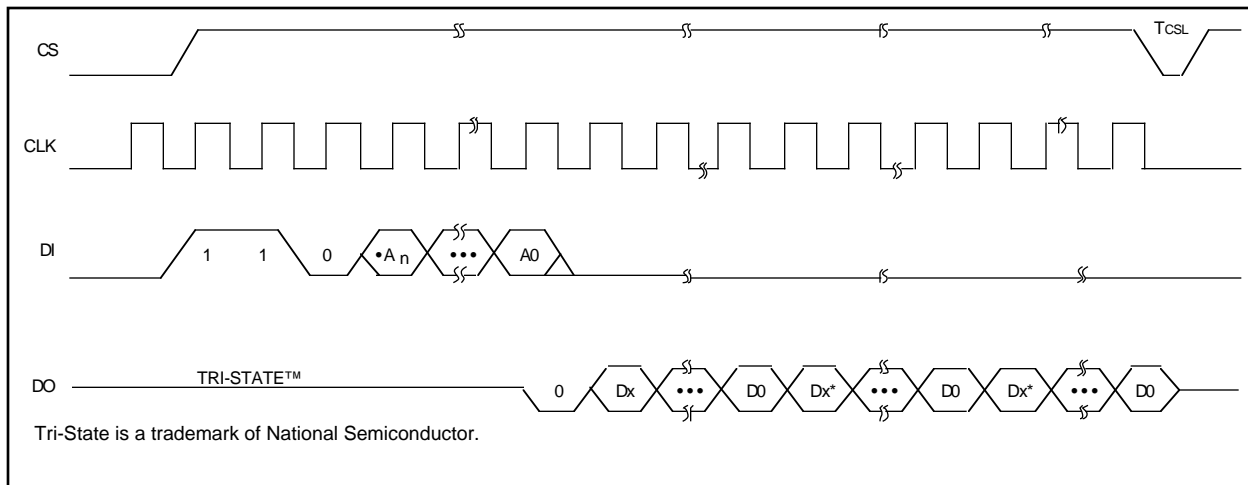 CS TCSL
CLK
DI 1 1 0 •An ••• A0
DO TRI-STATE™ 0 Dx ••• D0 Dx* ••• D0 Dx* ••• D0
Tri-State is a trademark of National Semiconductor.